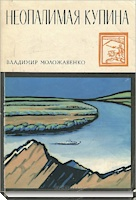 НЕОПАЛИМАЯ КУПИНА
ВЛАДИМИР МОЛОЖАВЕНКО